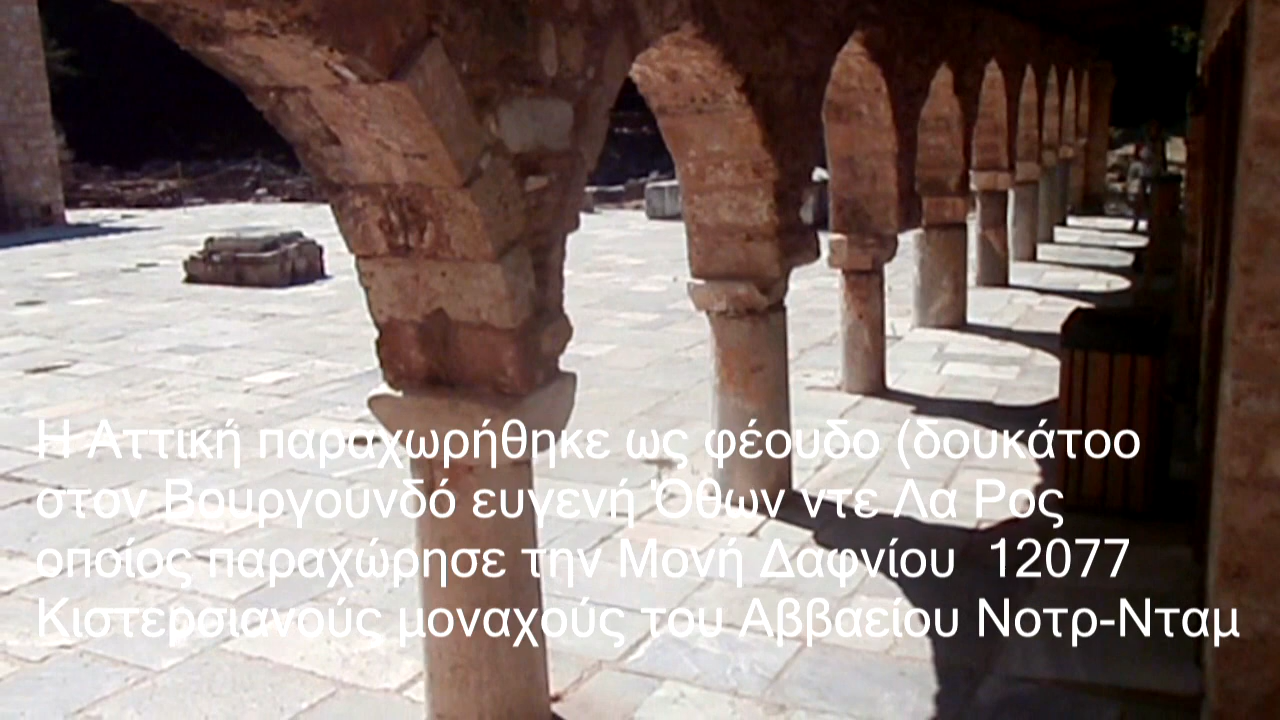 Η Αττική παραχωρήθηκε ως φέουδο (δουκάτοο
στον Βουργουνδό ευγενή Όθων ντε Λα Ρος
οποίος παραχώρησε την Μονή Δαφνίου 12077
Κιστερσιανούς μοναχούς του Αββαείου Νοτρ-Νταμ